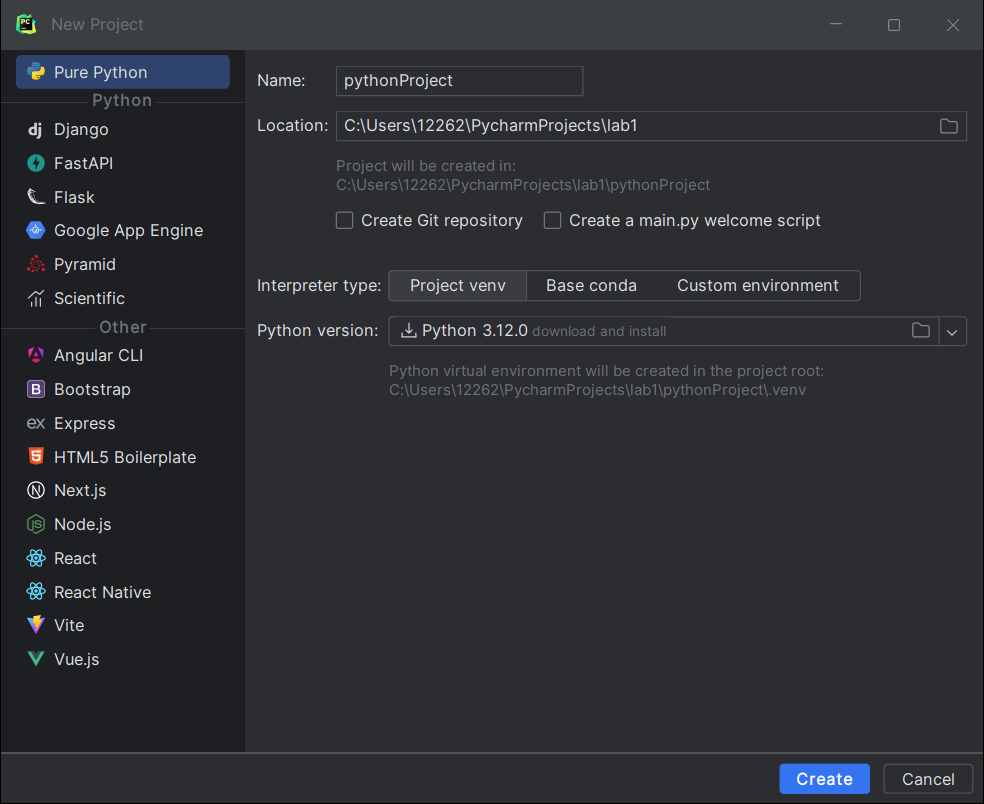 New Project
Pure Python
Python
Django
FastAPI
Flask
Google App Engine
Pyramid
Scientific
Other
Angular CLI
Bootstrap
Express
HTML5 Boilerplate
Next.js
Node.js
React
React Native
Vite
Vue.js
Name: pythonProject
Location: C:\Users\12262\PycharmProjects\lab1
Project will be created in:
C:\Users\12262\PycharmProjects\lab1\pythonProject
Create Git repository Create a main.py welcome script
Interpreter type: Project venv Base conda Custom environment
Python version: Python 3.12.0 download and install
Python virtual environment will be created in the project root:
C:\Users\12262\PycharmProjects\lab1\pythonProject\.venv
Create Cancel